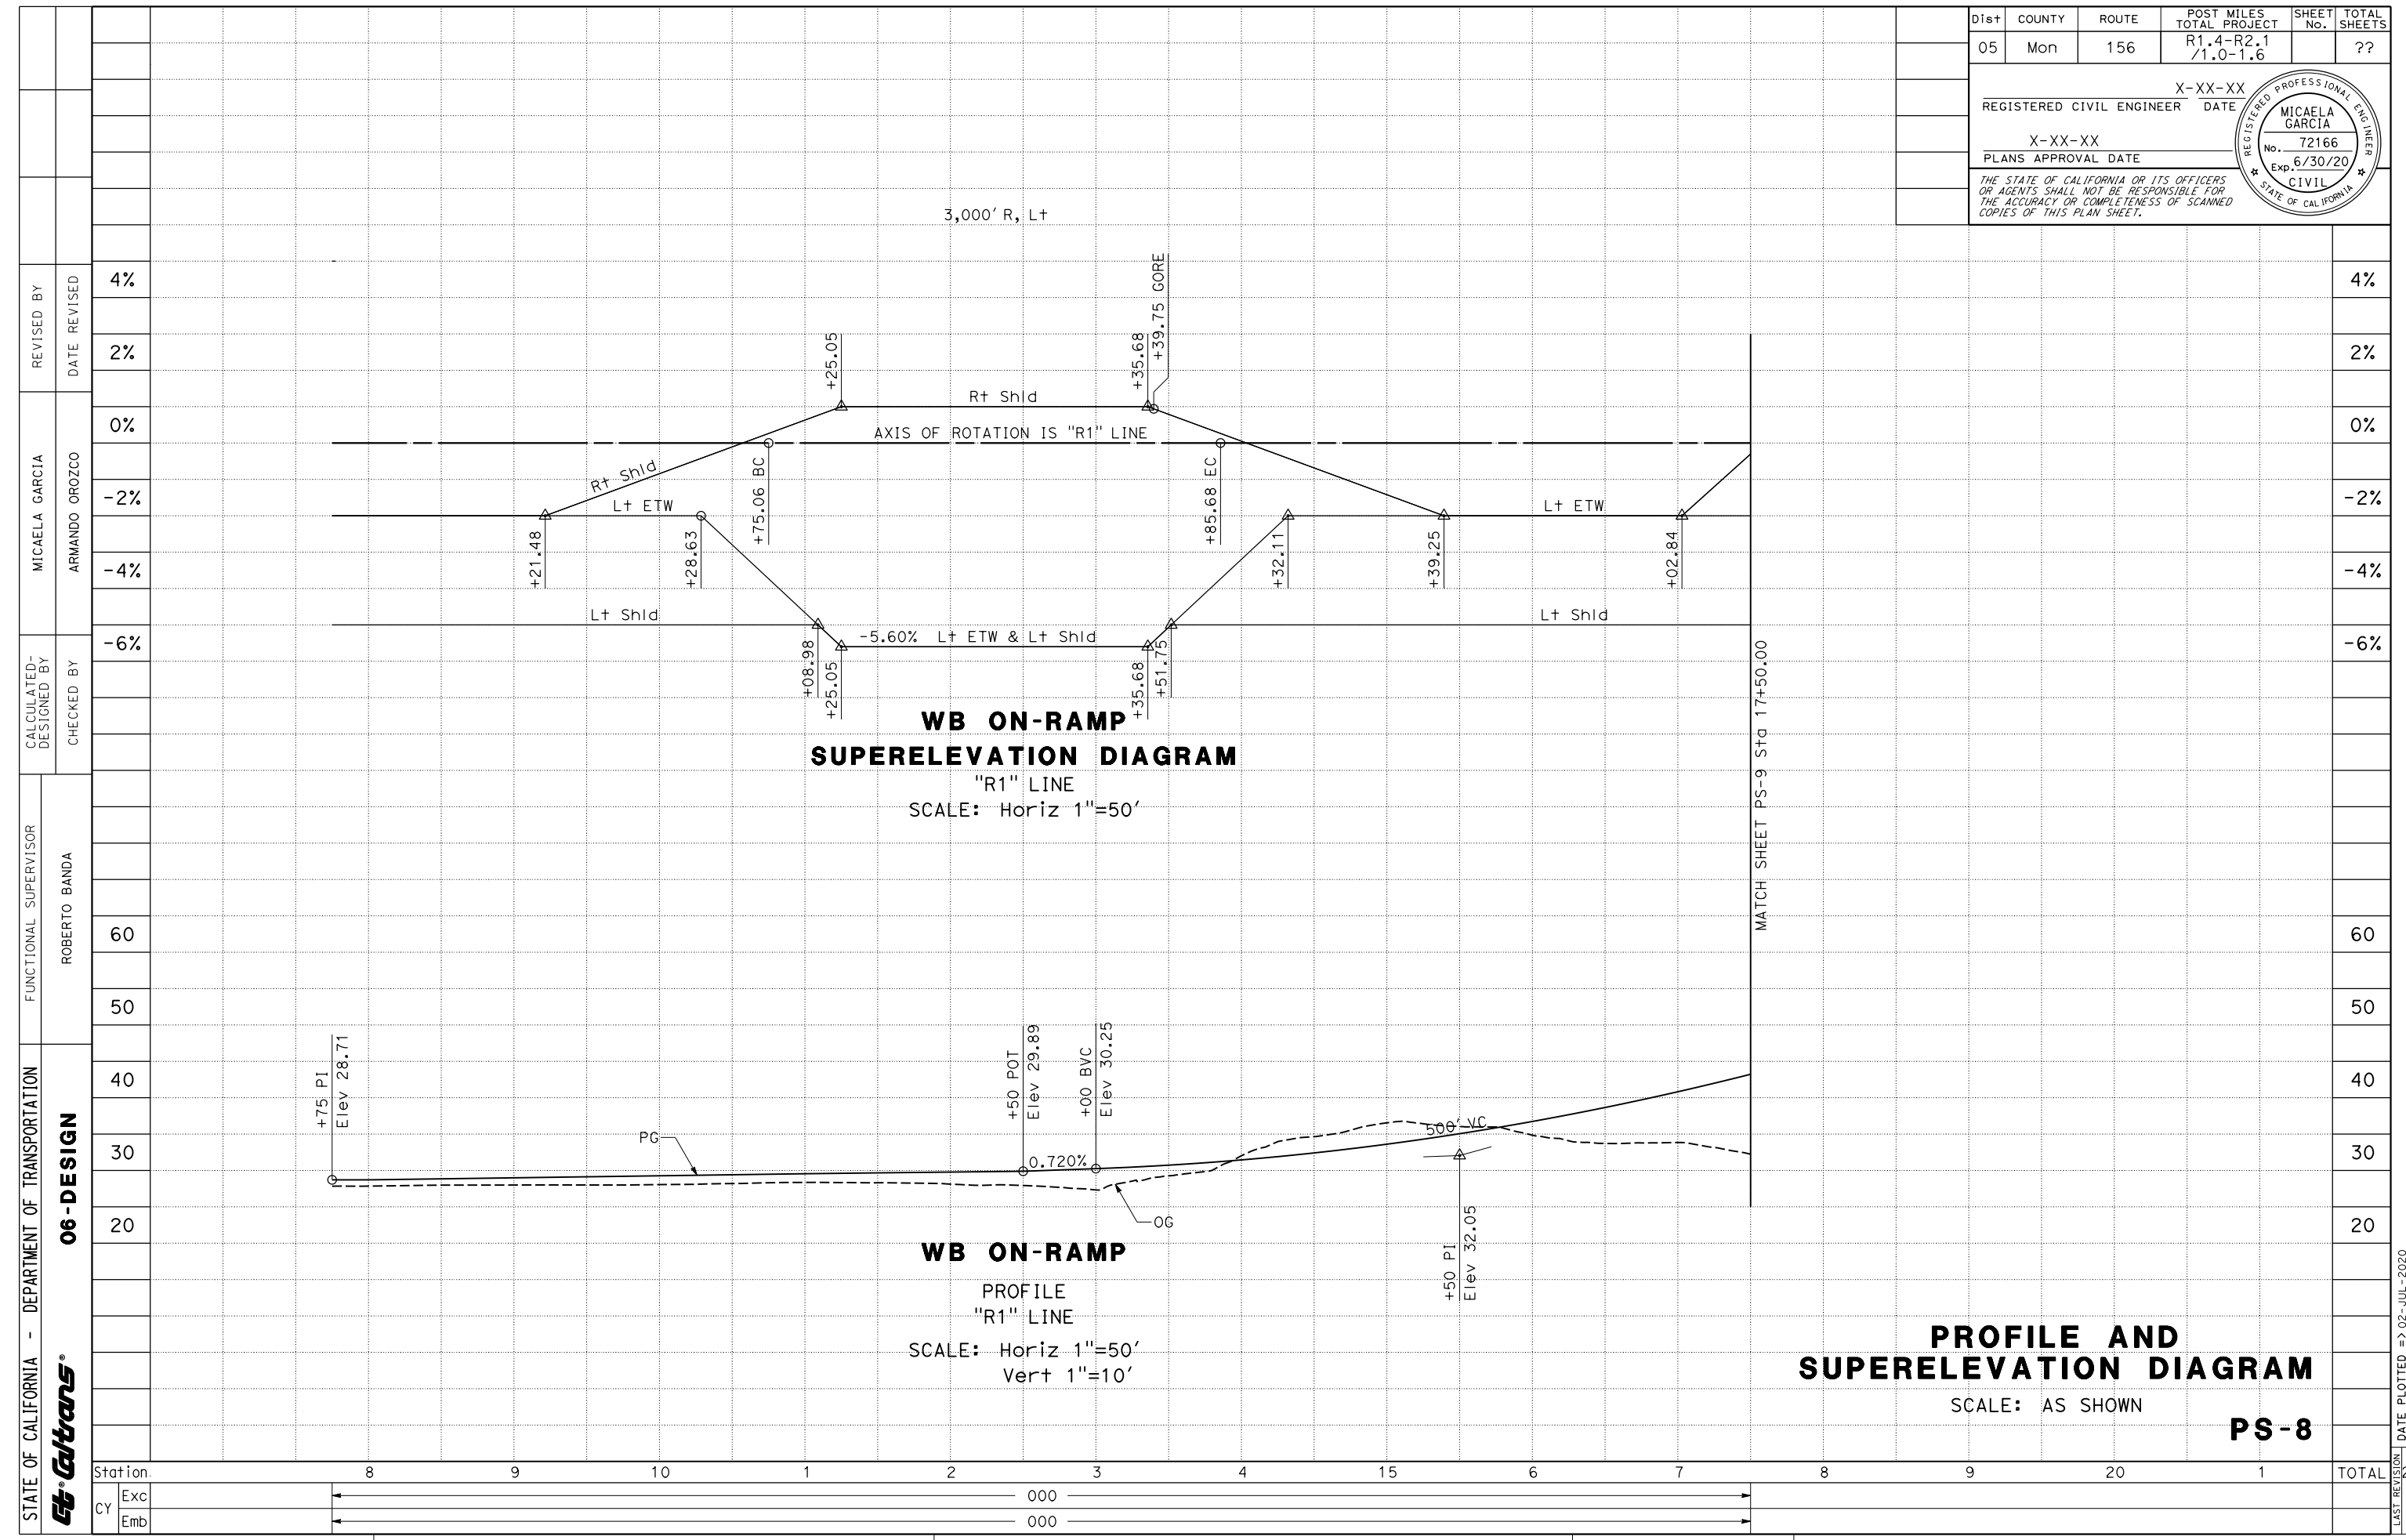 Dist COUNTY ROUTE POST MILES TOTAL PROJECT SHEET No. TOTAL SHEETS
05 Mon 156 R1.4-R2.1 /1.0-1.6 ??
X-XX-XX
REGISTERED CIVIL ENGINEER DATE
X-XX-XX
PLANS APPROVAL DATE
THE STATE OF CALIFORNIA OR ITS OFFICERS
OR AGENTS SHALL NOT BE RESPONSIBLE FOR
THE ACCURACY OR COMPLETENESS OF SCANNED
COPIES OF THIS PLAN SHEET.
REGISTERED PROFESSIONAL ENGINEER
MICAELA
GARCIA
No. 72166
Exp. 6/30/20
CIVIL
STATE OF CALIFORNIA
REVISED BY
DATE REVISED
MICAELA GARCIA
ARMANDO OROZCO
CALCULATED-
DESIGNED BY
CHECKED BY
FUNCTIONAL SUPERVISOR
ROBERTO BANDA
STATE OF CALIFORNIA - DEPARTMENT OF TRANSPORTATION
06-DESIGN
ct® Caltrans®
3,000' R, Lt
4% 4%
2% 2%
0% 0%
-2% -2%
-4% -4%
-6% -6%
+25.05
+35.68
+39.75 GORE
Rt Shld
AXIS OF ROTATION IS "R1" LINE
Rt Shld
+75.06 BC
+85.68 EC
Lt ETW
Lt ETW
+21.48
+28.63
+32.11
+39.25
+02.84
Lt Shld
Lt Shld
-5.60% Lt ETW & Lt Shld
+08.98
+25.05
+35.68
+51.75
WB ON-RAMP
SUPERELEVATION DIAGRAM
"R1" LINE
SCALE: Horiz 1"=50'
MATCH SHEET PS-9 Sta 17+50.00
60 60
50 50
40 40
30 30
20 20
+75 PI
Elev 28.71
PG
+50 POT
Elev 29.89
+00 BVC
Elev 30.25
0.720%
500' VC
OG
+50 PI
Elev 32.05
WB ON-RAMP
PROFILE
"R1" LINE
SCALE: Horiz 1"=50'
Vert 1"=10'
PROFILE AND
SUPERELEVATION DIAGRAM
SCALE: AS SHOWN
PS-8
Station 8 9 10 1 2 3 4 15 6 7 8 9 20 1 TOTAL
CY
Exc 000
Emb 000
LAST REVISION
DATE PLOTTED => 02-JUL-2020